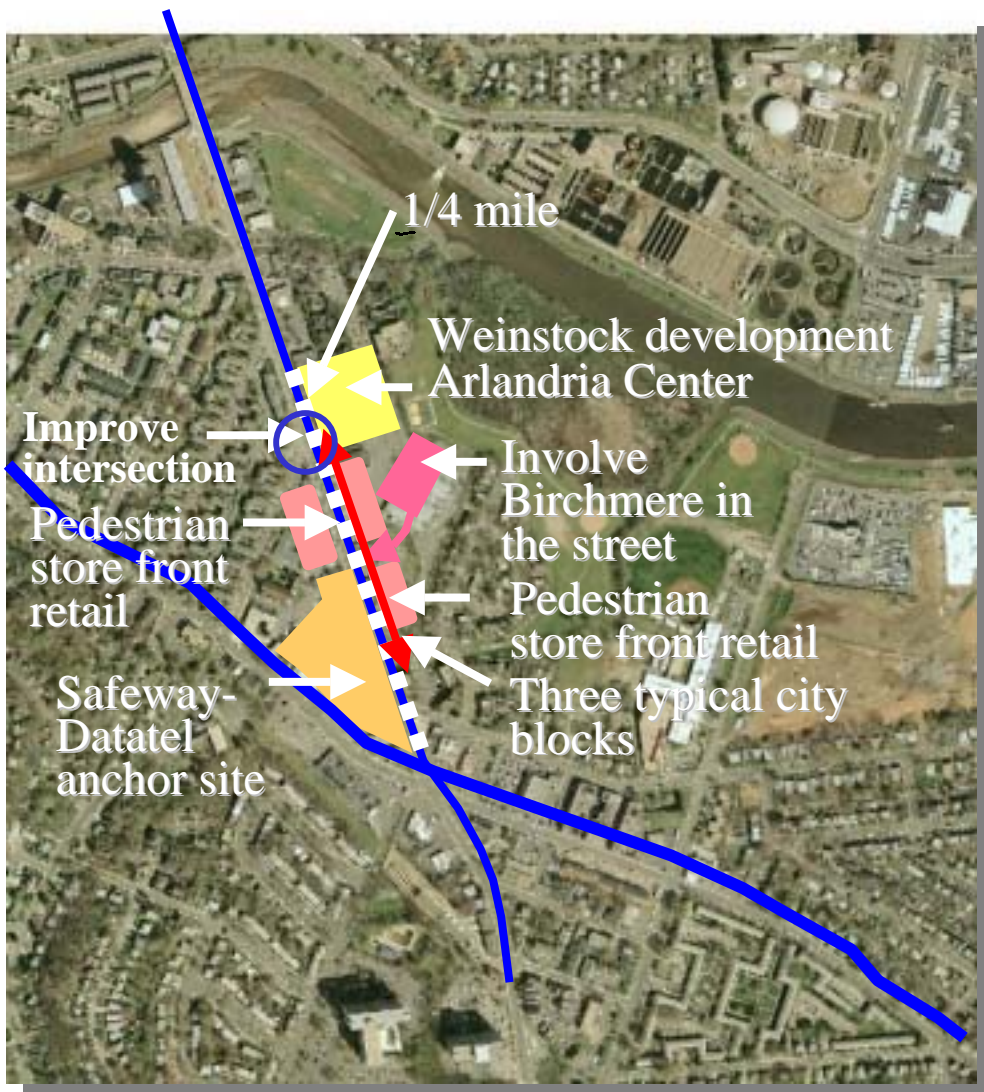 1/4 mile
Weinstock development
Arlandria Center
Improve
intersection
Involve
Birchmere in
the street
Pedestrian
store front
retail
Pedestrian
store front retail
Three typical city
blocks
Safeway-
Datatel
anchor site